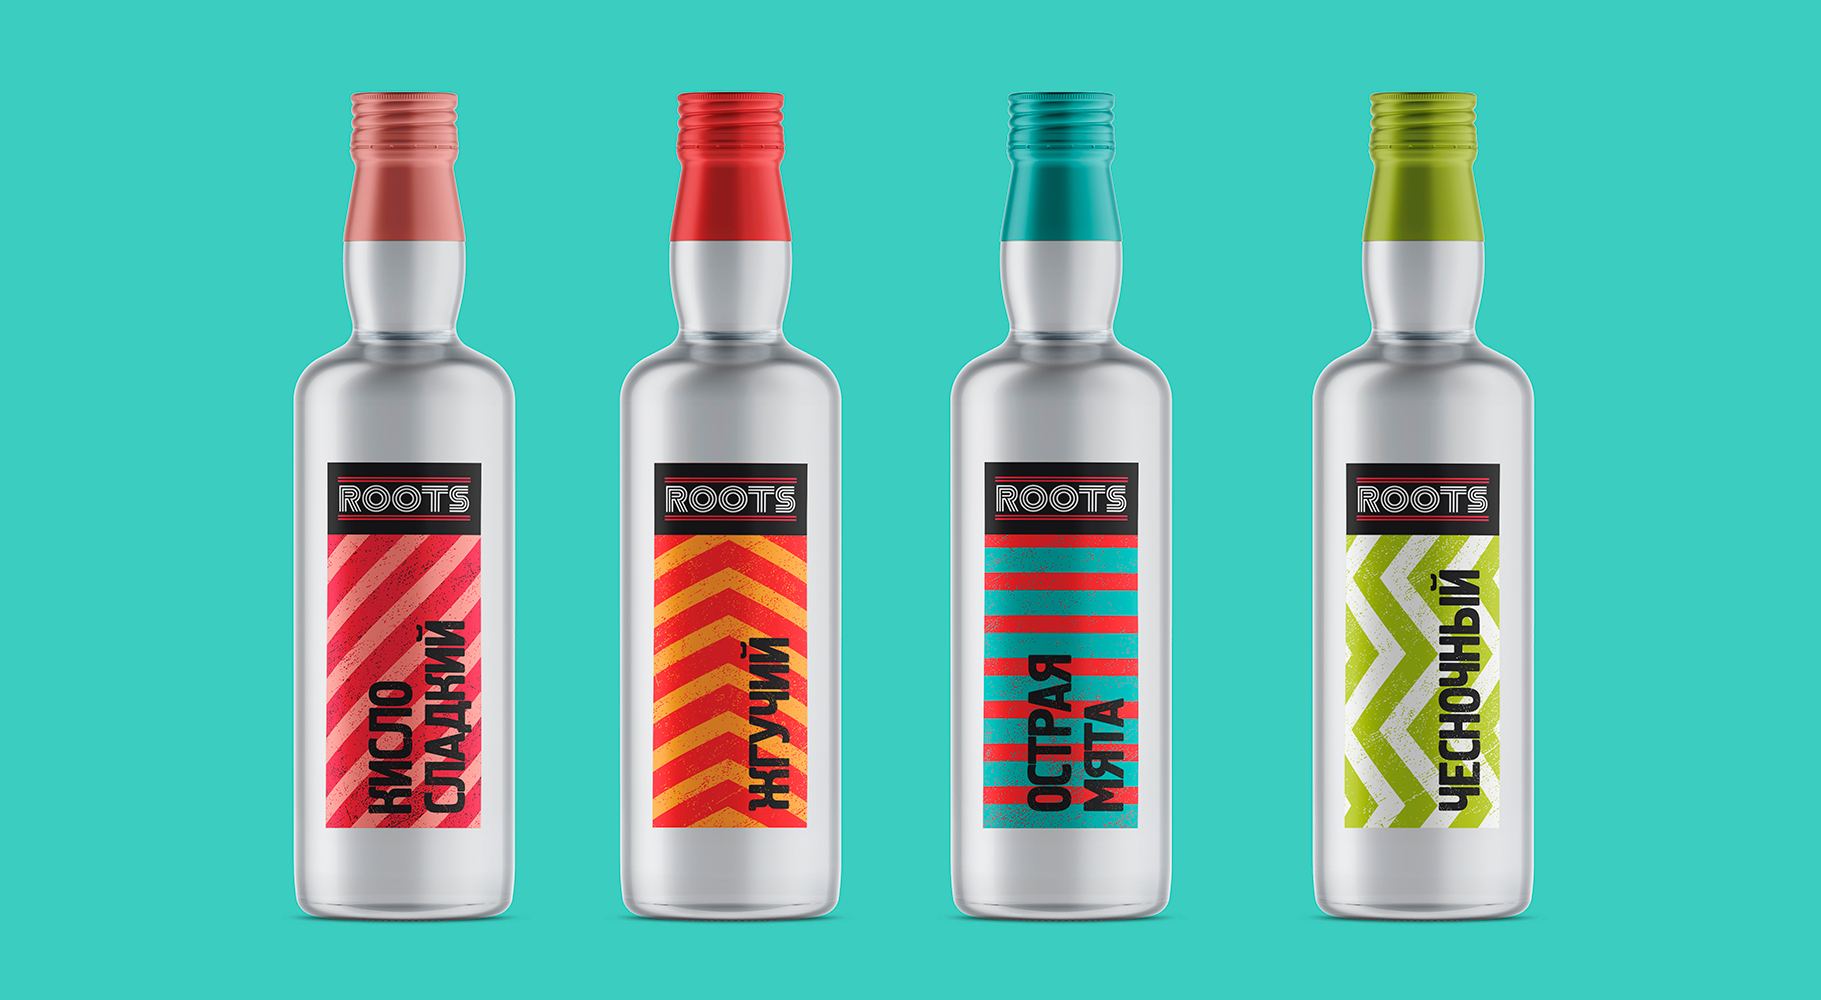 ROOTS
КИСЛО
СЛАДКИЙ
ROOTS
ЖГУЧИЙ
ROOTS
ОСТРАЯ
МЯТА
ROOTS
ЧЕСНОЧНЫЙ